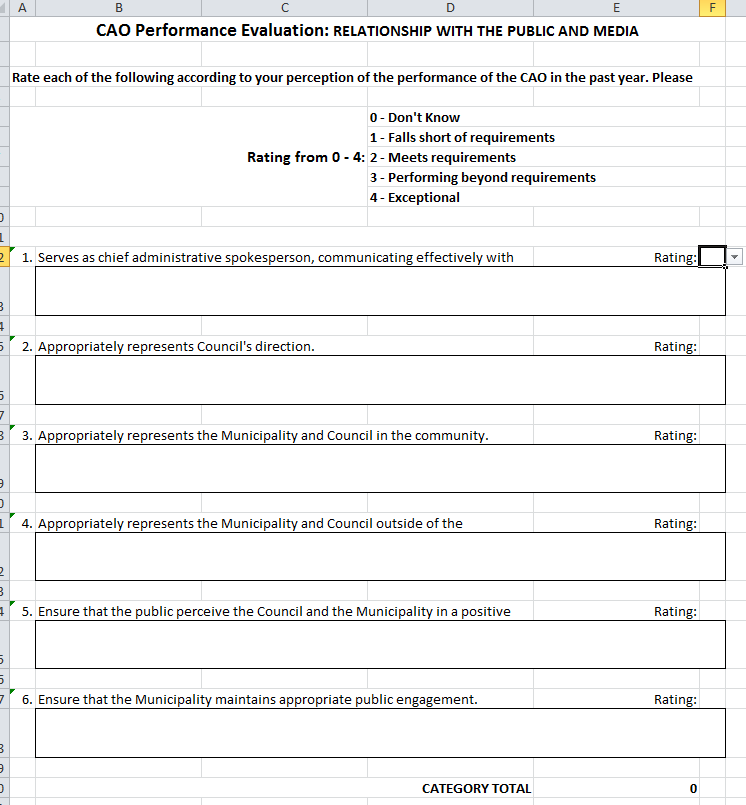 A B C D E F
CAO Performance Evaluation: RELATIONSHIP WITH THE PUBLIC AND MEDIA
Rate each of the following according to your perception of the performance of the CAO in the past year. Please
0 - Don't Know
1 - Falls short of requirements
Rating from 0 - 4: 2 - Meets requirements
3 - Performing beyond requirements
4 - Exceptional
1. Serves as chief administrative spokesperson, communicating effectively with Rating:
2. Appropriately represents Council's direction. Rating:
3. Appropriately represents the Municipality and Council in the community. Rating:
4. Appropriately represents the Municipality and Council outside of the Rating:
5. Ensure that the public perceive the Council and the Municipality in a positive Rating:
6. Ensure that the Municipality maintains appropriate public engagement. Rating:
CATEGORY TOTAL 0